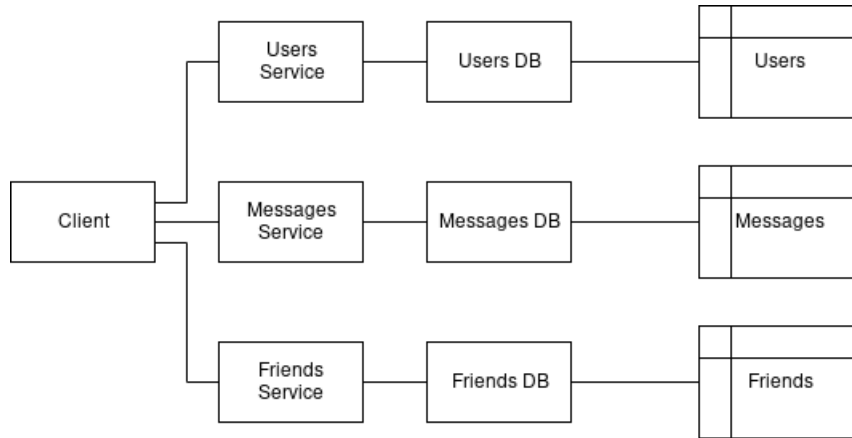 Users
Service
Users DB
Users
Client
Messages
Service
Messages DB
Messages
Friends
Service
Friends DB
Friends